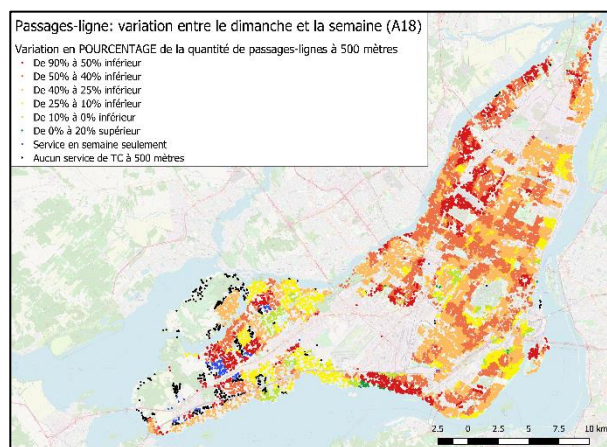 Passages-ligne: variation entre le dimanche et la semaine (A18)
Variation en POURCENTAGE de la quantité de passages-lignes à 500 mètres
De 90% à 50% inférieur
De 50% à 40% inférieur
De 40% à 25% inférieur
De 25% à 10% inférieur
De 10% à 0% inférieur
De 0% à 20% supérieur
Service en semaine seulement
Aucun service de TC à 500 mètres
2.5 0 2.5 5 7.5 10 km